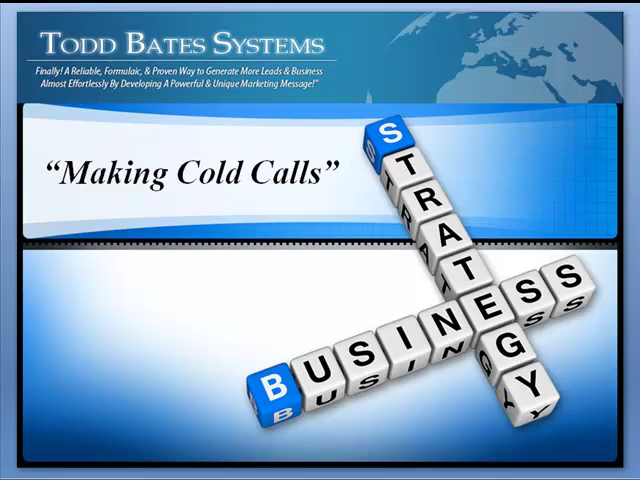 TODD BATES SYSTEMS
Finally! A Reliable, Formulaic, & Proven Way to Generate More Leads & Business
Almost Effortlessly By Developing A Powerful & Unique Marketing Message!"
"Making Cold Calls"
STRATEGY
BUSINESS